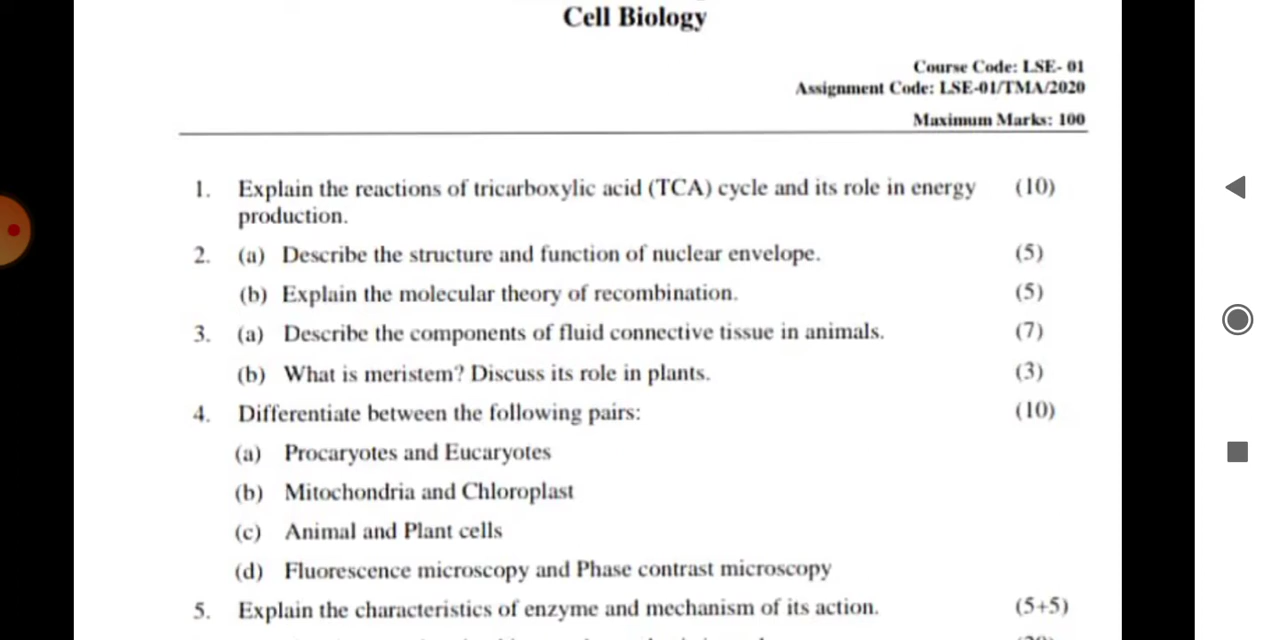 Cell Biology
Course Code: LSE- 01
Assignment Code: LSE-01/TMA/2020
Maximum Marks: 100
1. Explain the reactions of tricarboxylic acid (TCA) cycle and its role in energy (10)
production.
2. (a) Describe the structure and function of nuclear envelope. (5)
(b) Explain the molecular theory of recombination. (5)
3. (a) Describe the components of fluid connective tissue in animals. (7)
(b) What is meristem? Discuss its role in plants. (3)
4. Differentiate between the following pairs: (10)
(a) Procaryotes and Eucaryotes
(b) Mitochondria and Chloroplast
(c) Animal and Plant cells
(d) Fluorescence microscopy and Phase contrast microscopy
5. Explain the characteristics of enzyme and mechanism of its action. (5+5)